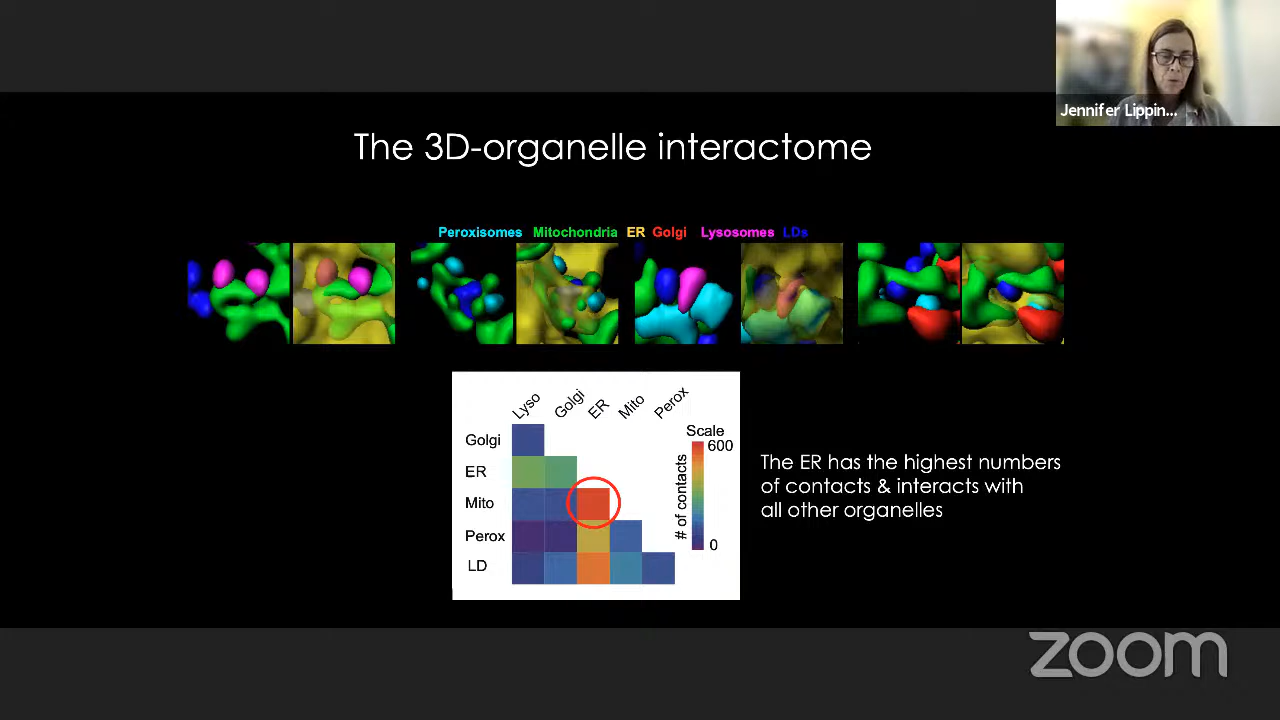 Jennifer Lippin...
The 3D-organelle interactome
Peroxisomes Mitochondria ER Golgi Lysosomes LDs
Lyso Golgi ER Mito Perox
Golgi
ER
Mito
Perox
LD
Scale
600
# of contacts
0
The ER has the highest numbers
of contacts & interacts with
all other organelles
zoom